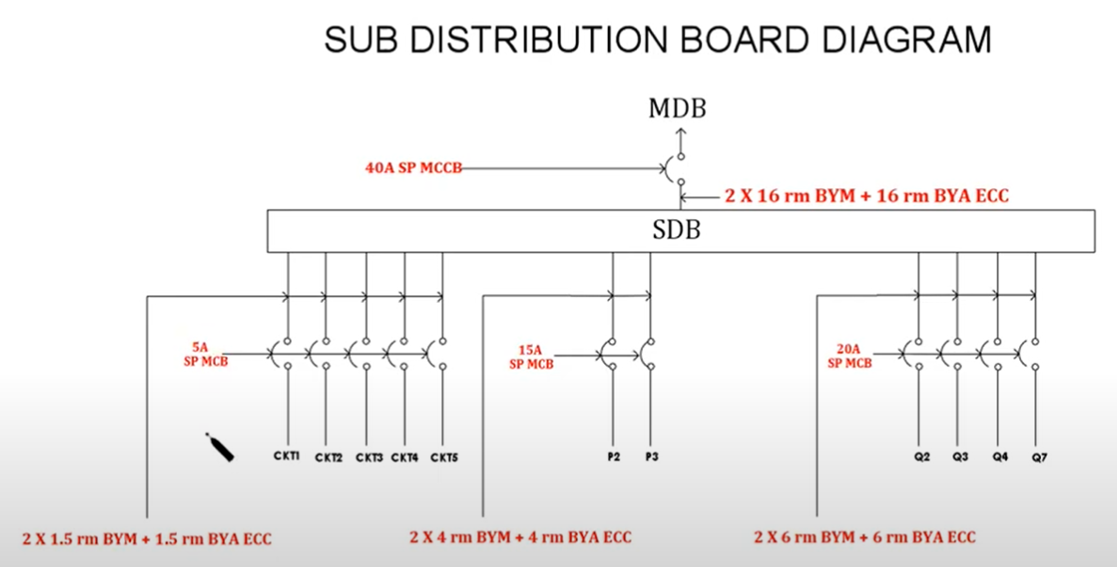 SUB DISTRIBUTION BOARD DIAGRAM
MDB
40A SP MCCB
2 X 16 rm BYM + 16 rm BYA ECC
SDB
5A
SP MCB
15A
SP MCB
20A
SP MCB
CKT1 CKT2 CKT3 CKT4 CKT5 P2 P3 Q2 Q3 Q4 Q7
2 X 1.5 rm BYM + 1.5 rm BYA ECC
2 X 4 rm BYM + 4 rm BYA ECC
2 X 6 rm BYM + 6 rm BYA ECC